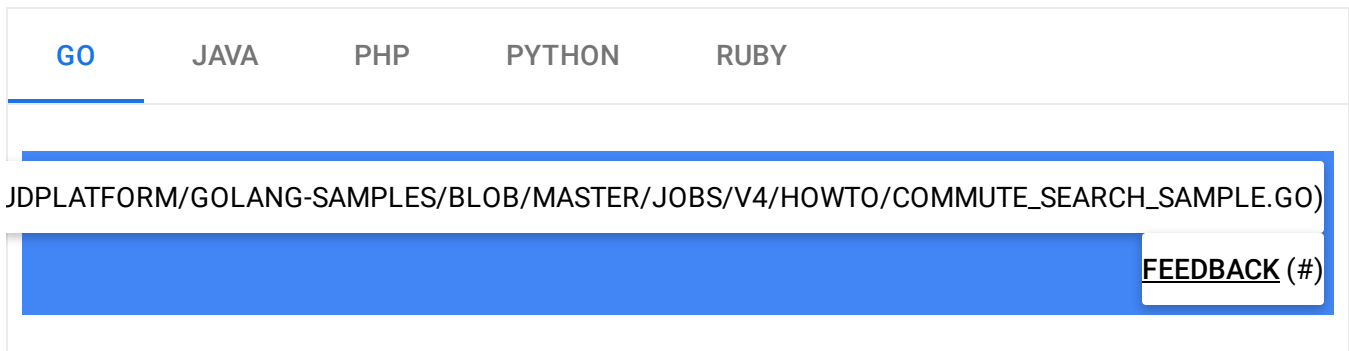 GO JAVA PHP PYTHON RUBY
JDPLATFORM/GOLANG-SAMPLES/BLOB/MASTER/JOBS/V4/HOWTO/COMMUTE_SEARCH_SAMPLE.GO)
FEEDBACK (#)